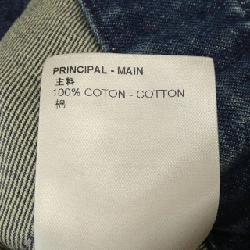 PRINCIPAL - MAIN
主料
100% COTON - COTTON
棉